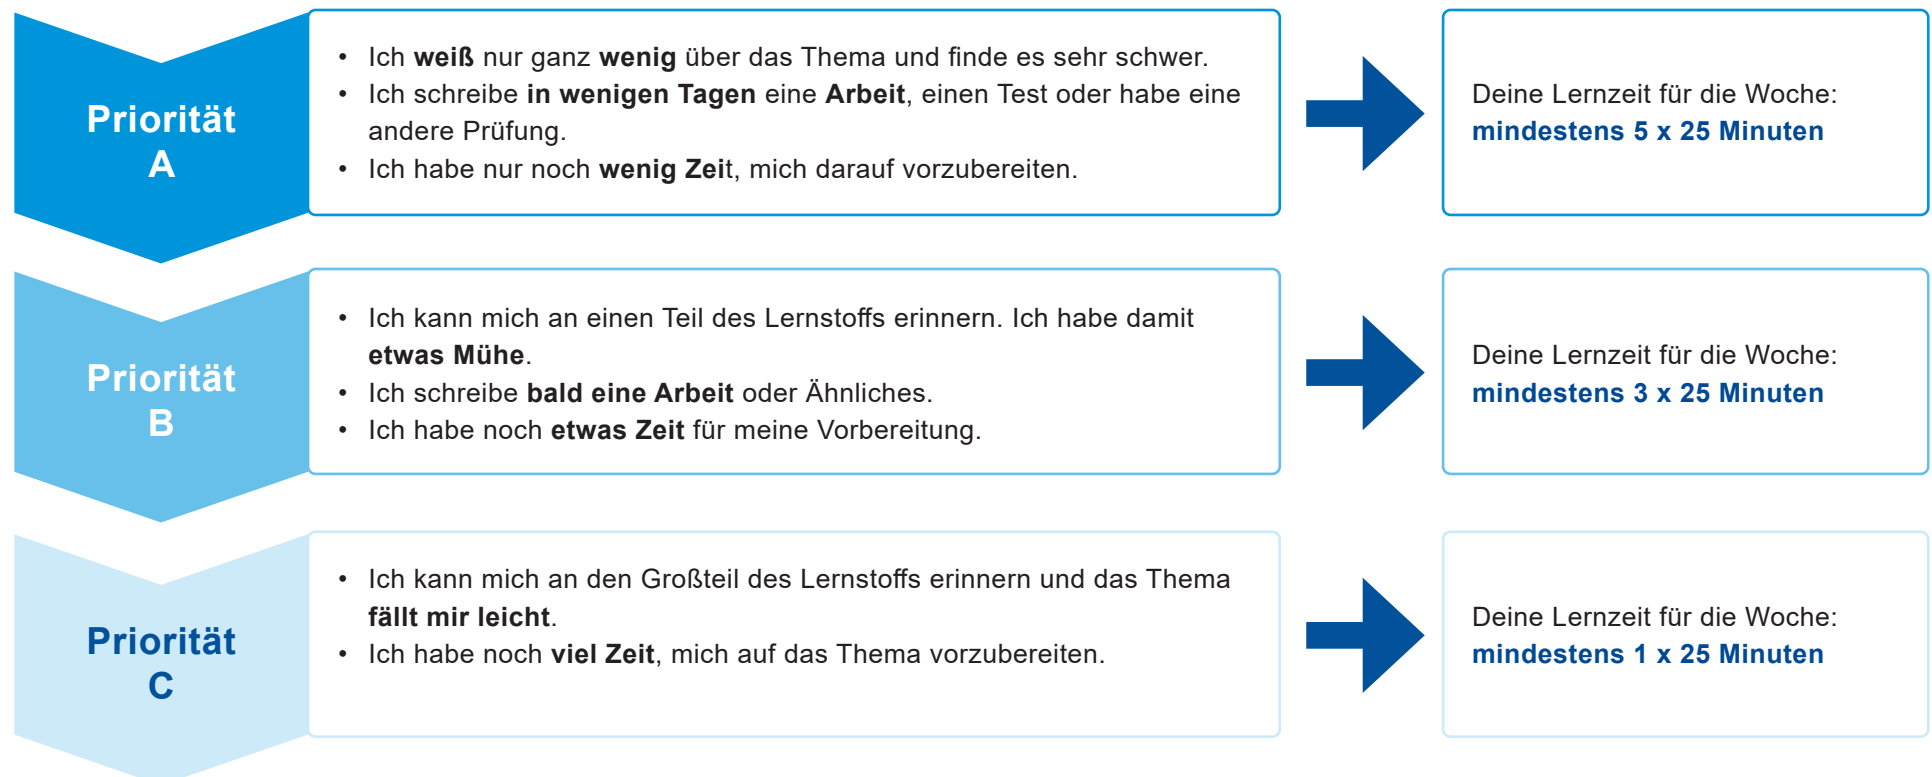 Priorität
A
• Ich weiß nur ganz wenig über das Thema und finde es sehr schwer.
• Ich schreibe in wenigen Tagen eine Arbeit, einen Test oder habe eine
andere Prüfung.
• Ich habe nur noch wenig Zeit, mich darauf vorzubereiten.
Deine Lernzeit für die Woche:
mindestens 5 x 25 Minuten
Priorität
B
• Ich kann mich an einen Teil des Lernstoffs erinnern. Ich habe damit
etwas Mühe.
• Ich schreibe bald eine Arbeit oder Ähnliches.
• Ich habe noch etwas Zeit für meine Vorbereitung.
Deine Lernzeit für die Woche:
mindestens 3 x 25 Minuten
Priorität
C
• Ich kann mich an den Großteil des Lernstoffs erinnern und das Thema
fällt mir leicht.
• Ich habe noch viel Zeit, mich auf das Thema vorzubereiten.
Deine Lernzeit für die Woche:
mindestens 1 x 25 Minuten